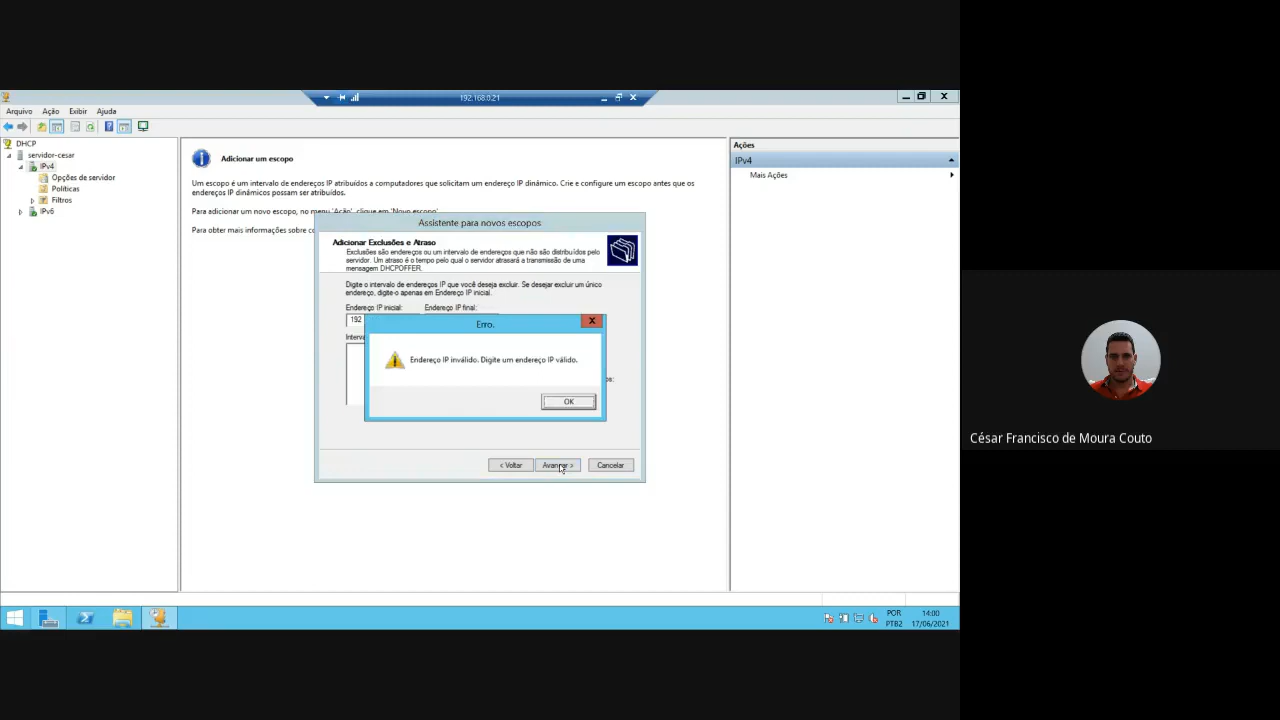 192.168.0.21
Arquivo Ação Exibir Ajuda
DHCP
servidor-cesar
IPv4
Opções de servidor
Políticas
Filtros
IPv6
Adicionar um escopo
Um escopo é um intervalo de endereços IP atribuídos a computadores que solicitam um endereço IP dinâmico. Crie e configure um escopo antes que os
endereços IP dinâmicos possam ser atribuídos.
Para adicionar um novo escopo, no menu 'Ação', clique em 'Novo escopo'
Para obter mais informações sobre
Assistente para novos escopos
Adicionar Exclusões e Atraso
Exclusões são endereços ou um intervalo de endereços que não são distribuídos pelo
servidor. Um atraso é o tempo pelo qual o servidor atrasará a transmissão de uma
mensagem DHCPOFFER.
Digite o intervalo de endereços IP que você deseja excluir. Se desejar excluir um único
endereço, digite-o apenas em Endereço IP inicial.
Endereço IP inicial: Endereço IP final:
192
Erro.
Endereço IP inválido. Digite um endereço IP válido.
OK
< Voltar Avançar > Cancelar
Ações
IPv4
Mais Ações
César Francisco de Moura Couto
POR
PTB2
14:00
17/06/2021